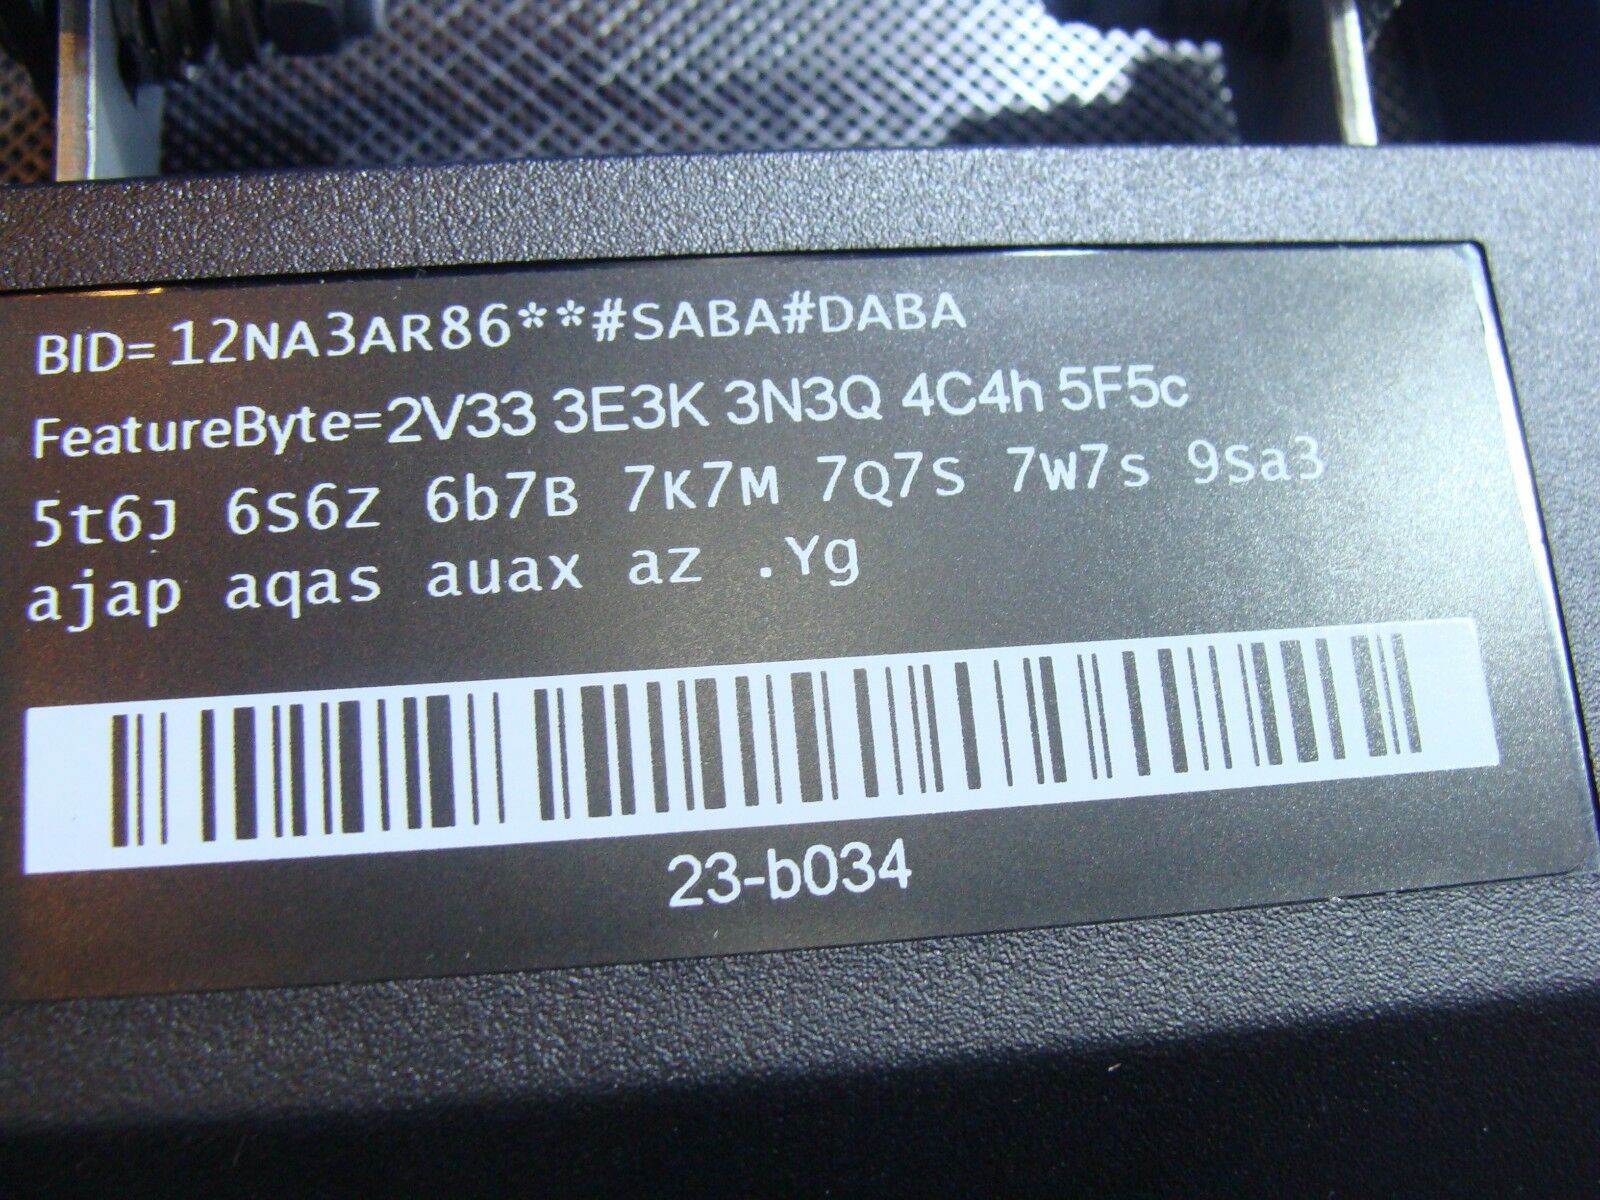 BID=12NA3AR86**#SABA#DABA
FeatureByte=2V33 3E3K 3N3Q 4C4h 5F5c
5t6J 6S6Z 6b7B 7K7M 7Q7S 7W7s 9Sa3
ajap aqas auax az .Yg
23-b034